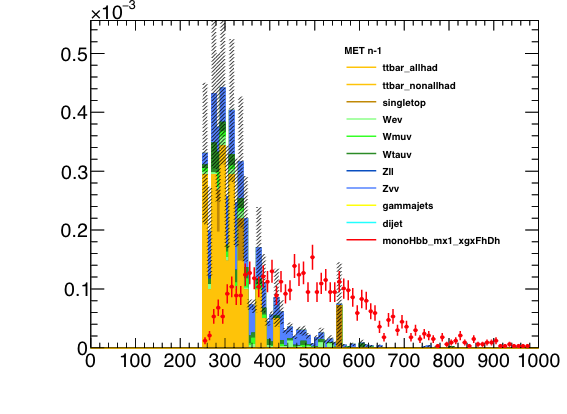 ×10⁻³
0.5
0.4
0.3
0.2
0.1
0
MET n-1
ttbar_allhad
ttbar_nonallhad
singletop
Wev
Wmuv
Wtauv
Zll
Zvv
gammajets
dijet
monoHbb_mx1_xgxFhDh
0 100 200 300 400 500 600 700 800 900 1000